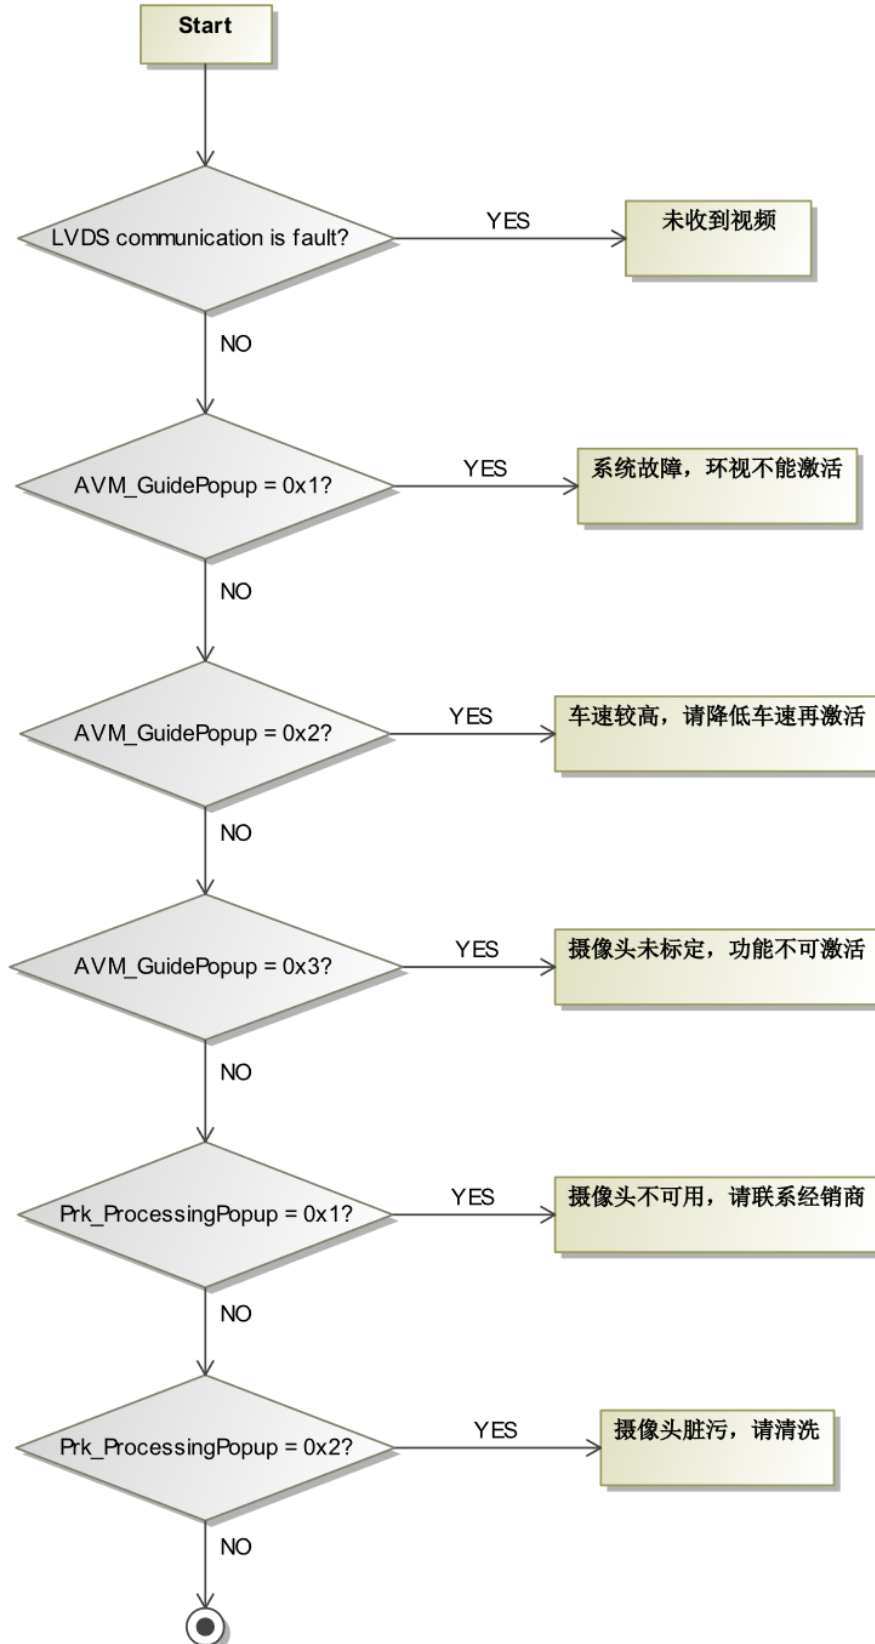 Start
LVDS communication is fault?
YES
未收到视频
NO
AVM_GuidePopup = 0x1?
YES
系统故障，环视不能激活
NO
AVM_GuidePopup = 0x2?
YES
车速较高，请降低车速再激活
NO
AVM_GuidePopup = 0x3?
YES
摄像头未标定，功能不可激活
NO
Prk_ProcessingPopup = 0x1?
YES
摄像头不可用，请联系经销商
NO
Prk_ProcessingPopup = 0x2?
YES
摄像头脏污，请清洗
NO